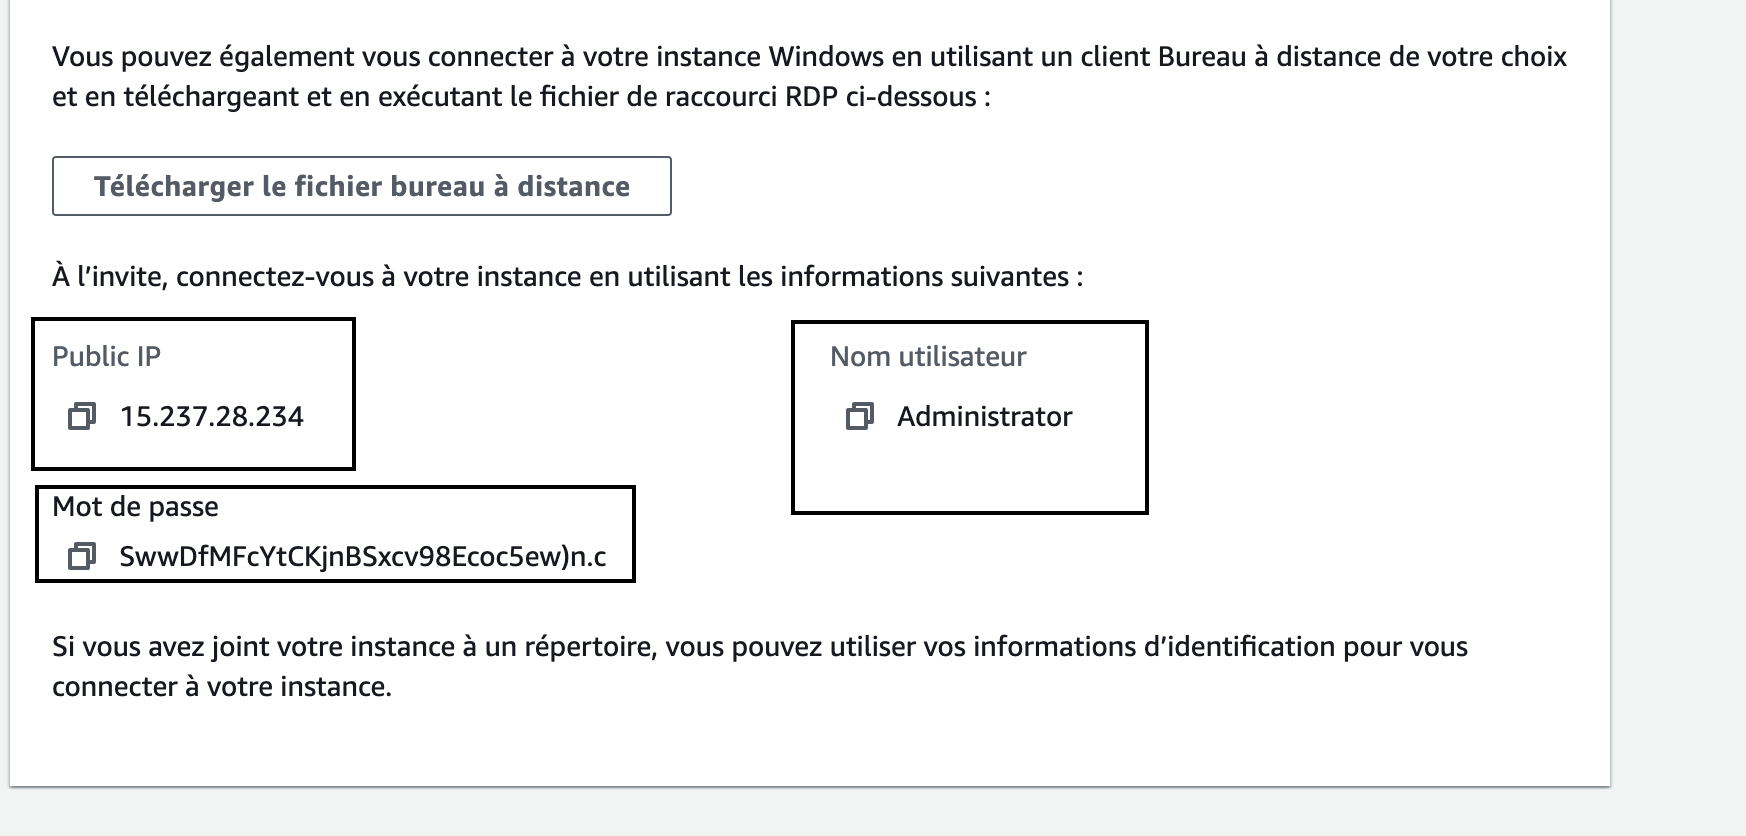 Vous pouvez également vous connecter à votre instance Windows en utilisant un client Bureau à distance de votre choix
et en téléchargeant et en exécutant le fichier de raccourci RDP ci-dessous :
Télécharger le fichier bureau à distance
À l’invite, connectez-vous à votre instance en utilisant les informations suivantes :
Public IP
15.237.28.234
Nom utilisateur
Administrator
Mot de passe
SwwDfMFcYtCKjnBSxcv98Ecoc5ew)n.c
Si vous avez joint votre instance à un répertoire, vous pouvez utiliser vos informations d’identification pour vous
connecter à votre instance.